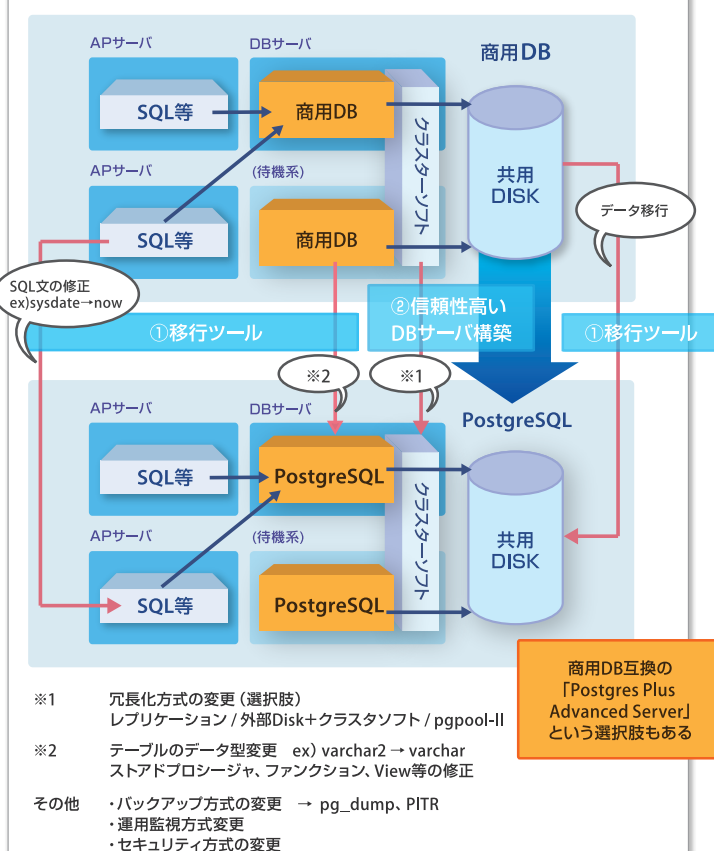 商用DB
APサーバ
DBサーバ
SQL等
商用DB
クラスターソフト
共用
DISK
APサーバ
(待機系)
SQL等
商用DB
データ移行
SQL文の修正
ex)sysdate→now
①移行ツール
②信頼性高い
DBサーバ構築
①移行ツール
※2
※1
PostgreSQL
APサーバ
DBサーバ
SQL等
PostgreSQL
クラスターソフト
共用
DISK
APサーバ
(待機系)
SQL等
PostgreSQL
商用DB互換の
「Postgres Plus
Advanced Server」
という選択肢もある
※1 冗長化方式の変更(選択肢)
レプリケーション / 外部Disk+クラスタソフト / pgpool-II
※2 テーブルのデータ型変更 ex) varchar2 → varchar
ストアドプロシージャ、ファンクション、View等の修正
その他 ・バックアップ方式の変更 → pg_dump、PITR
・運用監視方式変更
・セキュリティ方式の変更